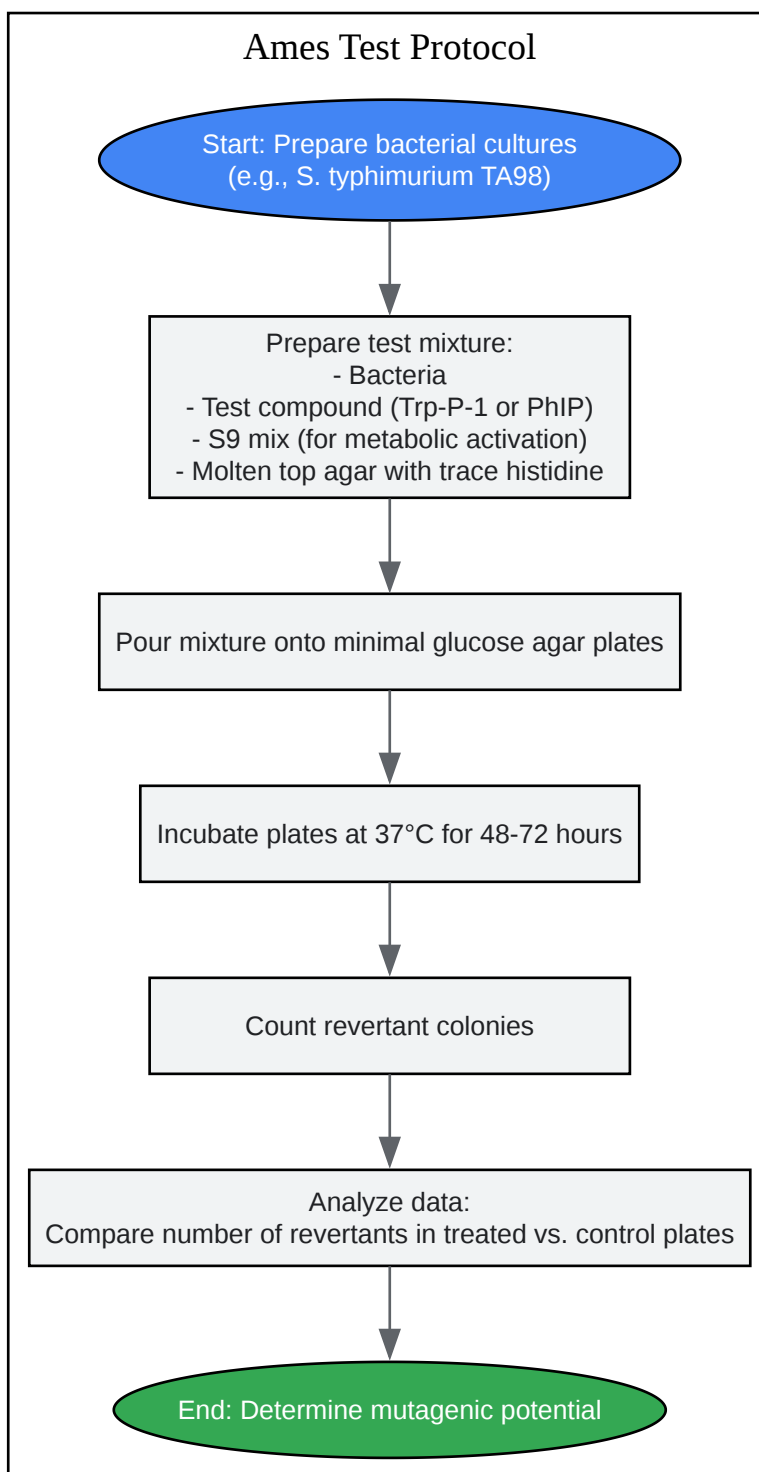 Ames Test Protocol
Start: Prepare bacterial cultures
(e.g., S. typhimurium TA98)
Prepare test mixture:
- Bacteria
- Test compound (Trp-P-1 or PhIP)
- S9 mix (for metabolic activation)
- Molten top agar with trace histidine
Pour mixture onto minimal glucose agar plates
Incubate plates at 37°C for 48-72 hours
Count revertant colonies
Analyze data:
Compare number of revertants in treated vs. control plates
End: Determine mutagenic potential